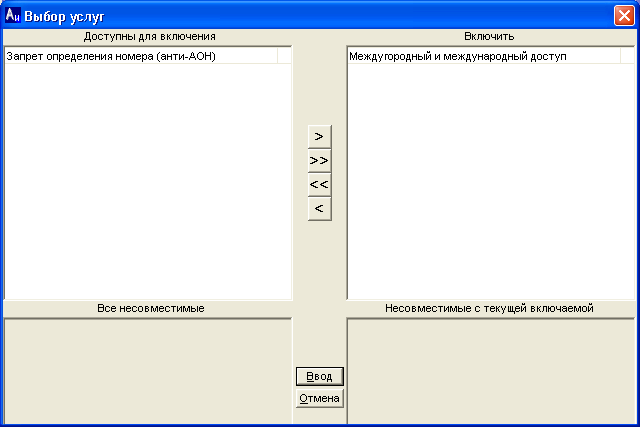 Аи Выбор услуг
Доступны для включения
Включить
Запрет определения номера (анти-АОН)
Междугородный и международный доступ
>
>>
<<
<
Все несовместимые
Несовместимые с текущей включаемой
Ввод
Отмена